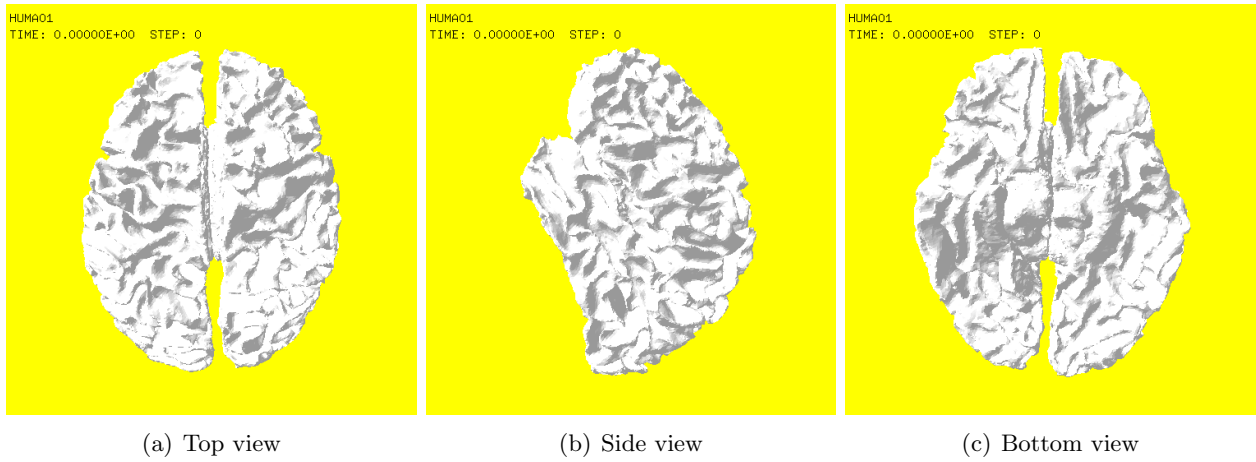 HUMA01
TIME: 0.00000E+00 STEP: 0
HUMA01
TIME: 0.00000E+00 STEP: 0
HUMA01
TIME: 0.00000E+00 STEP: 0
(a) Top view
(b) Side view
(c) Bottom view